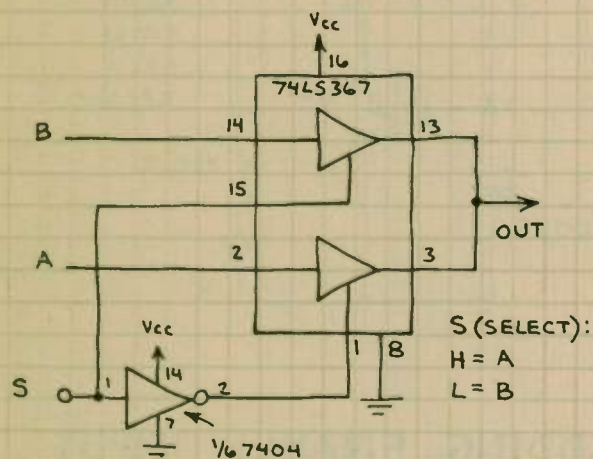 Vcc
16
74LS367
B
14
13
15
OUT
A
2
3
S (SELECT):
H = A
L = B
1
8
Vcc
14
S
1
2
7
1/6 7404